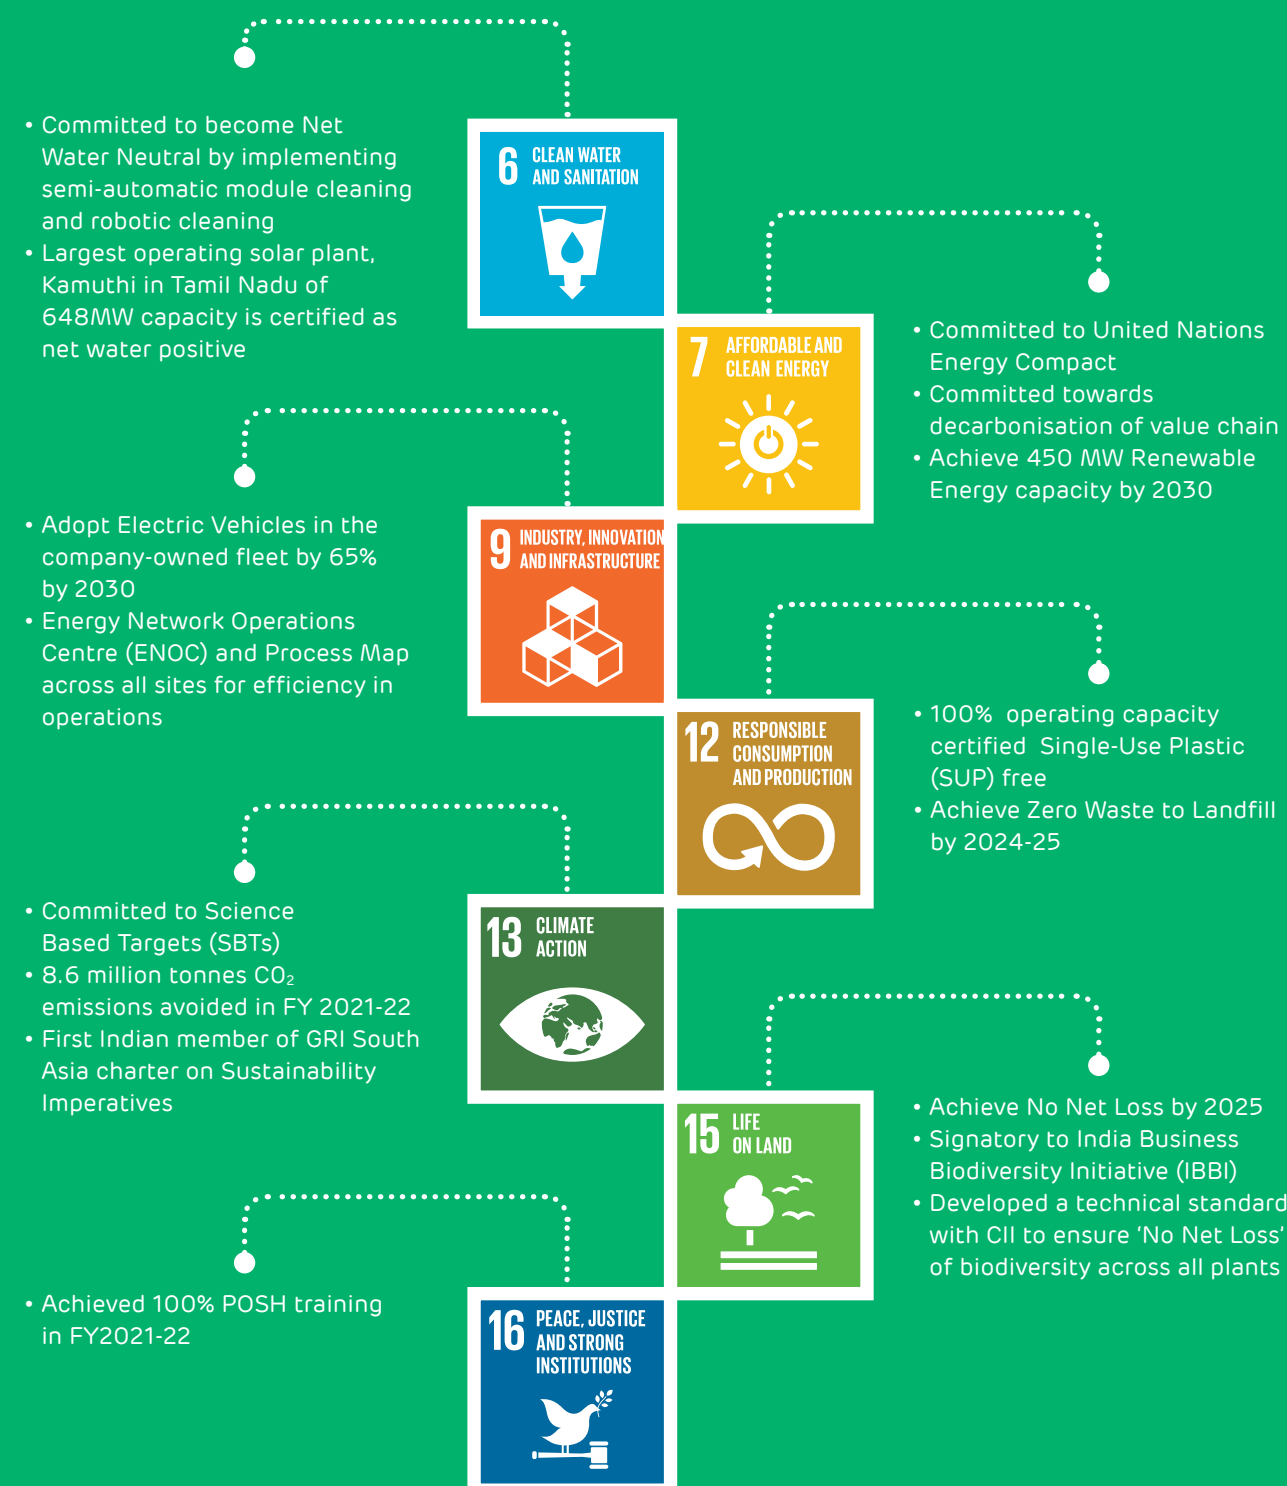 • Committed to become Net
Water Neutral by implementing
semi-automatic module cleaning
and robotic cleaning
• Largest operating solar plant,
Kamuthi in Tamil Nadu of
648MW capacity is certified as
net water positive
6 CLEAN WATER
AND SANITATION
7 AFFORDABLE AND
CLEAN ENERGY
• Committed to United Nations
Energy Compact
• Committed towards
decarbonisation of value chain
• Achieve 450 MW Renewable
Energy capacity by 2030
• Adopt Electric Vehicles in the
company-owned fleet by 65%
by 2030
• Energy Network Operations
Centre (ENOC) and Process Map
across all sites for efficiency in
operations
9 INDUSTRY, INNOVATION
AND INFRASTRUCTURE
12 RESPONSIBLE
CONSUMPTION
AND PRODUCTION
• 100% operating capacity
certified Single-Use Plastic
(SUP) free
• Achieve Zero Waste to Landfill
by 2024-25
• Committed to Science
Based Targets (SBTs)
• 8.6 million tonnes CO₂
emissions avoided in FY 2021-22
• First Indian member of GRI South
Asia charter on Sustainability
Imperatives
13 CLIMATE
ACTION
15 LIFE
ON LAND
• Achieve No Net Loss by 2025
• Signatory to India Business
Biodiversity Initiative (IBBI)
• Developed a technical standard
with CII to ensure ‘No Net Loss’
of biodiversity across all plants
• Achieved 100% POSH training
in FY2021-22
16 PEACE, JUSTICE
AND STRONG
INSTITUTIONS